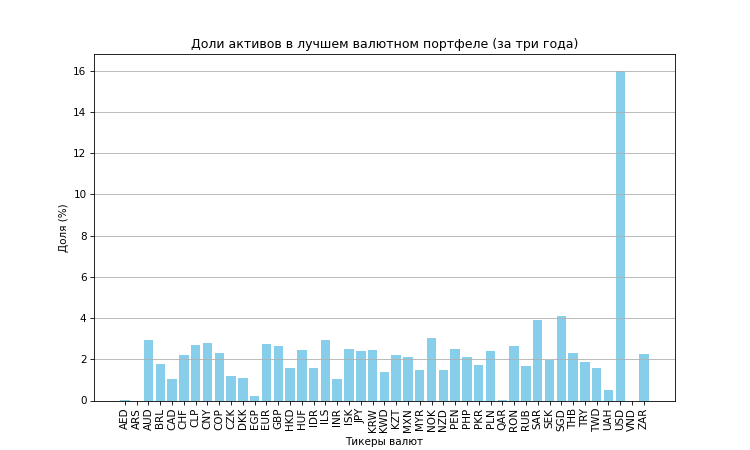 Доли активов в лучшем валютном портфеле (за три года)
Доля (%)
16
14
12
10
8
6
4
2
0
AED ARS AUD BRL CAD CHF CLP CNY COP CZK DKK EGP EUR GBP HKD HUF IDR ILS INR ISK JPY KRW KWD KZT MXN MYR NOK NZD PEN PHP PKR PLN QAR RON RUB SAR SEK SGD THB TRY TWD UAH USD VND ZAR
Тикеры валют